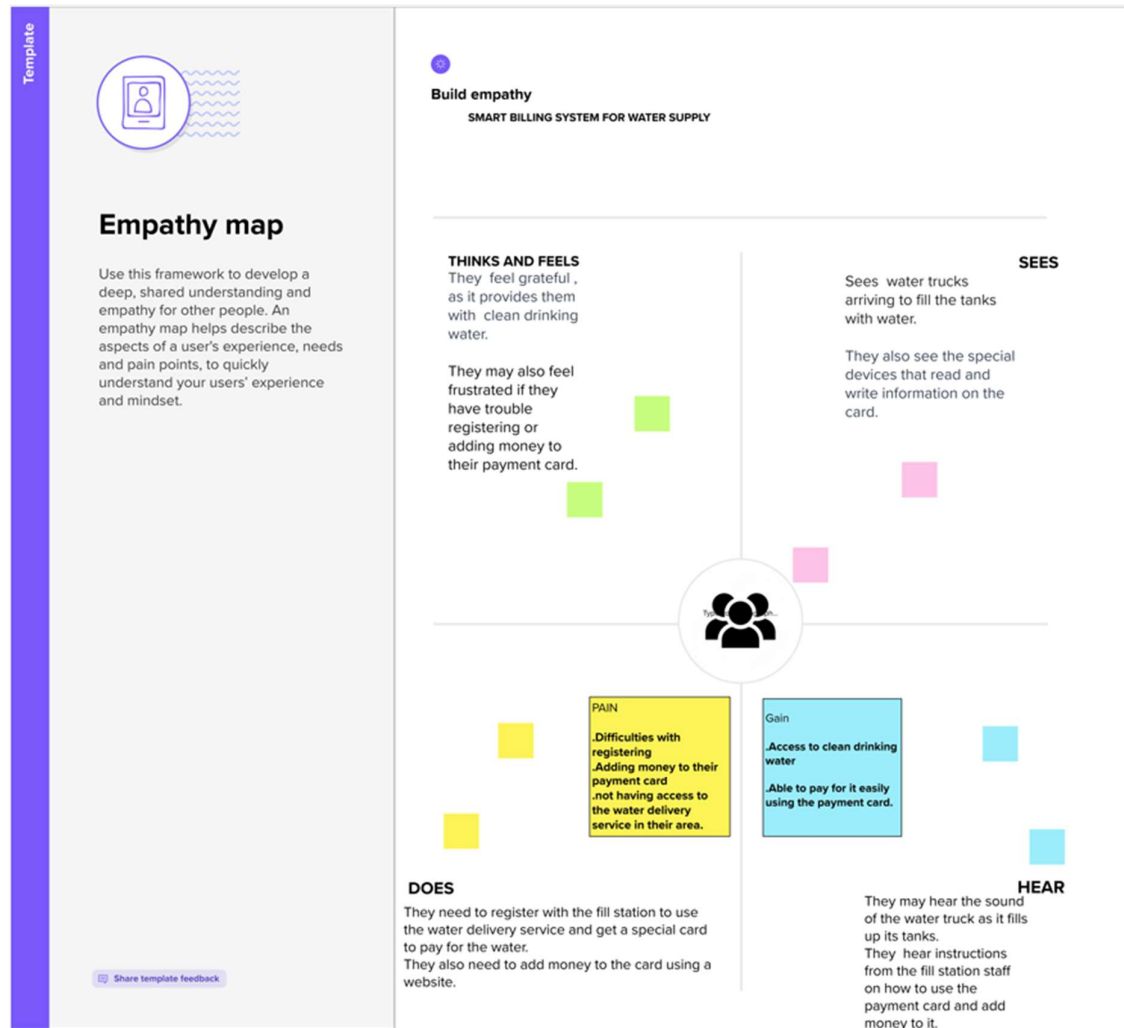 Template
Empathy map
Use this framework to develop a
deep, shared understanding and
empathy for other people. An
empathy map helps describe the
aspects of a user's experience, needs
and pain points, to quickly
understand your users' experience
and mindset.
Share template feedback
Build empathy
SMART BILLING SYSTEM FOR WATER SUPPLY
THINKS AND FEELS
They feel grateful ,
as it provides them
with clean drinking
water.
They may also feel
frustrated if they
have trouble
registering or
adding money to
their payment card.
SEES
Sees water trucks
arriving to fill the tanks
with water.
They also see the special
devices that read and
write information on the
card.
PAIN
.Difficulties with
registering
.Adding money to their
payment card
.not having access to
the water delivery
service in their area.
Gain
.Access to clean drinking
water
.Able to pay for it easily
using the payment card.
DOES
They need to register with the fill station to use
the water delivery service and get a special card
to pay for the water.
They also need to add money to the card using a
website.
HEAR
They may hear the sound
of the water truck as it fills
up its tanks.
They hear instructions
from the fill station staff
on how to use the
payment card and add
money to it.